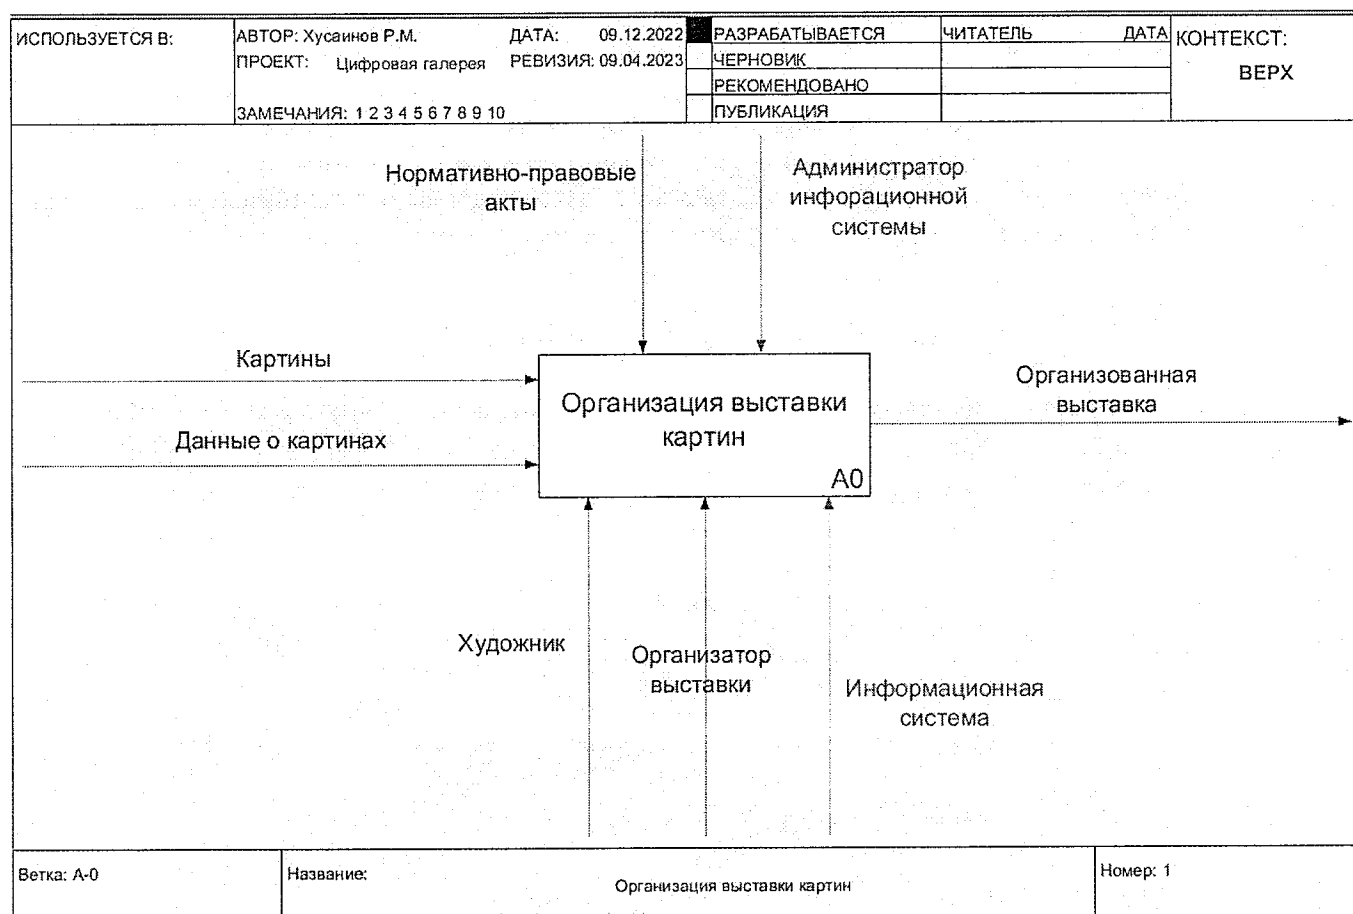 ИСПОЛЬЗУЕТСЯ В:
АВТОР: Хусаинов Р.М.
ДАТА: 09.12.2022
РАЗРАБАТЫВАЕТСЯ
ЧИТАТЕЛЬ
ДАТА
КОНТЕКСТ:
ПРОЕКТ: Цифровая галерея
РЕВИЗИЯ: 09.04.2023
ЧЕРНОВИК
ВЕРХ
РЕКОМЕНДОВАНО
ЗАМЕЧАНИЯ: 1 2 3 4 5 6 7 8 9 10
ПУБЛИКАЦИЯ
Нормативно-правовые
акты
Администратор
инфорационной
системы
Картины
Данные о картинах
Организация выставки
картин
A0
Организованная
выставка
Художник
Организатор
выставки
Информационная
система
Ветка: A-0
Название:
Организация выставки картин
Номер: 1